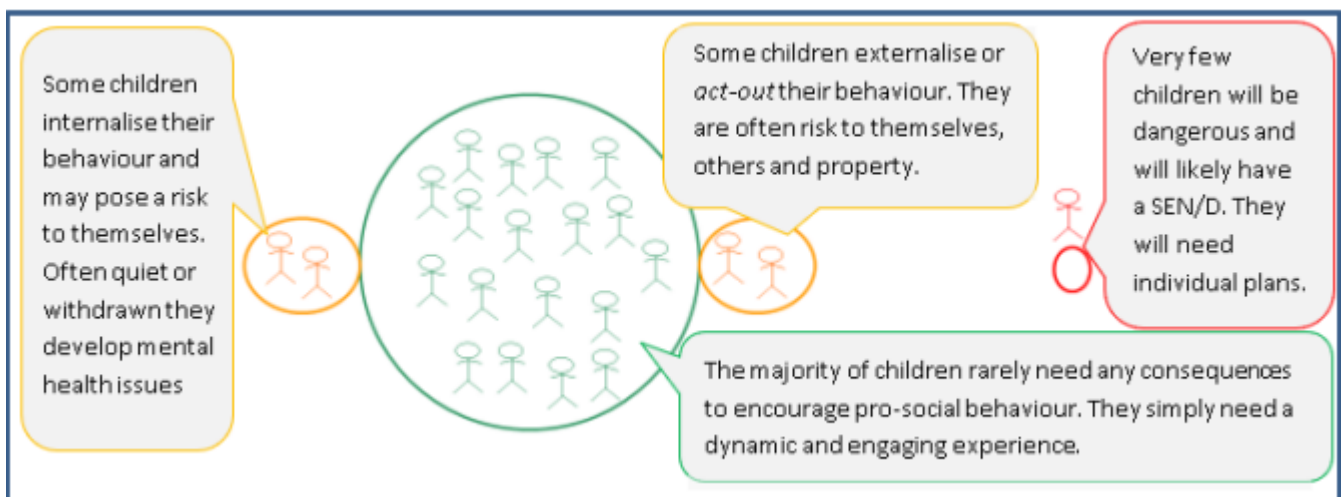 Some children
internalise their
behaviour and
may pose a risk
to themselves.
Often quiet or
withdrawn they
develop mental
health issues
Some children externalise or
act-out their behaviour. They
are often risk to themselves,
others and property.
Very few
children will be
dangerous and
will likely have
a SEN/D. They
will need
individual plans.
The majority of children rarely need any consequences
to encourage pro-social behaviour. They simply need a
dynamic and engaging experience.